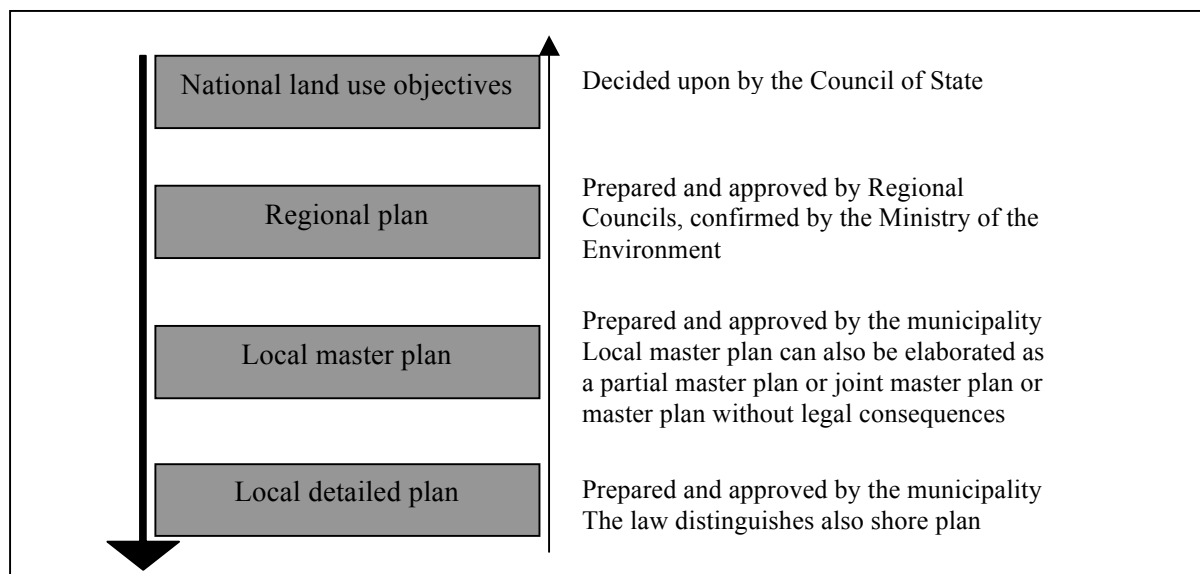 National land use objectives
Decided upon by the Council of State
Regional plan
Prepared and approved by Regional
Councils, confirmed by the Ministry of the
Environment
Local master plan
Prepared and approved by the municipality
Local master plan can also be elaborated as
a partial master plan or joint master plan or
master plan without legal consequences
Local detailed plan
Prepared and approved by the municipality
The law distinguishes also shore plan